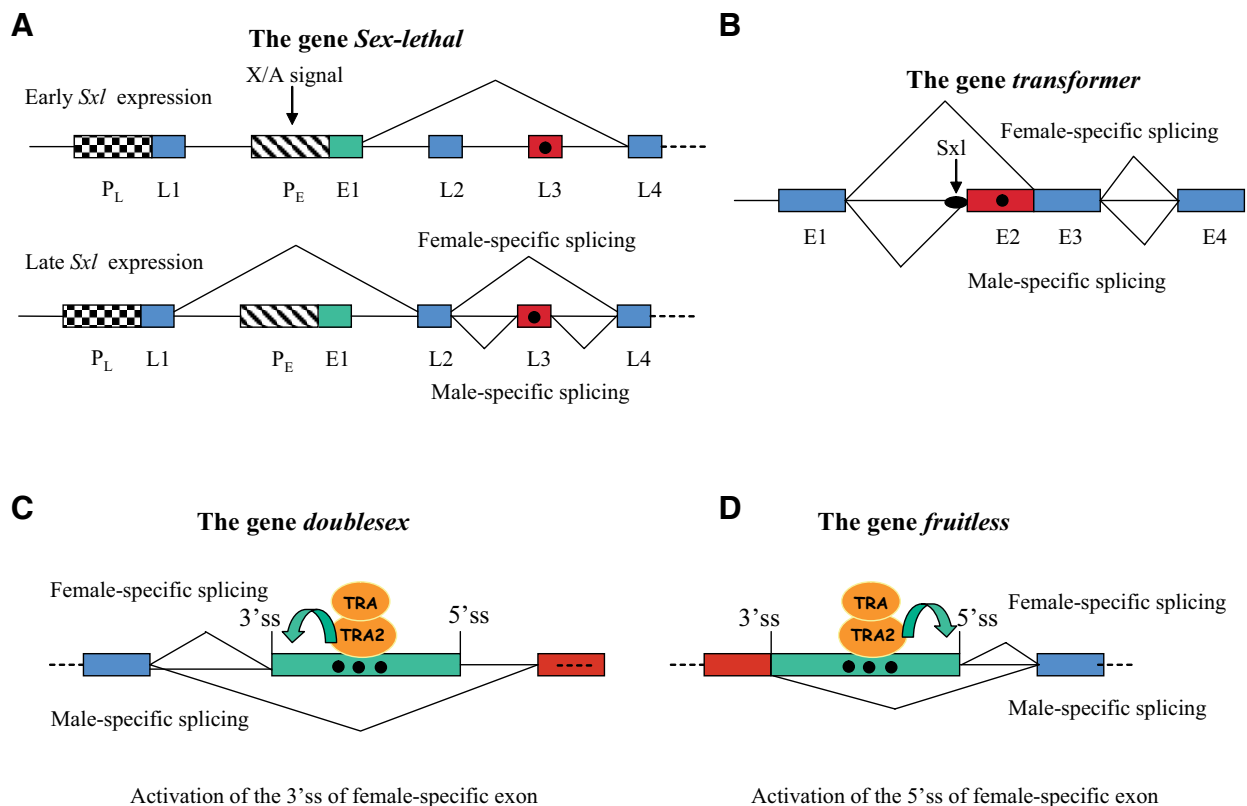 A
The gene Sex-lethal
X/A signal
Early Sxl expression
PL L1 PE E1 L2 L3 L4
Female-specific splicing
Late Sxl expression
PL L1 PE E1 L2 L3 L4
Male-specific splicing
B
The gene transformer
Female-specific splicing
Sxl
E1 E2 E3 E4
Male-specific splicing
C
The gene doublesex
Female-specific splicing
3'ss 5'ss
TRA
TRA2
Male-specific splicing
Activation of the 3'ss of female-specific exon
D
The gene fruitless
3'ss 5'ss
TRA
TRA2
Female-specific splicing
Male-specific splicing
Activation of the 5'ss of female-specific exon